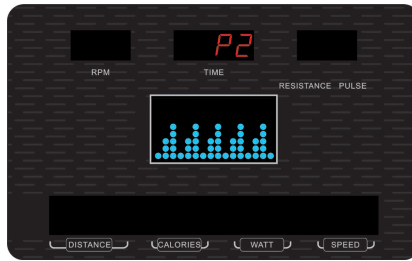 P2
RPM TIME
RESISTANCE PULSE
DISTANCE CALORIES WATT SPEED